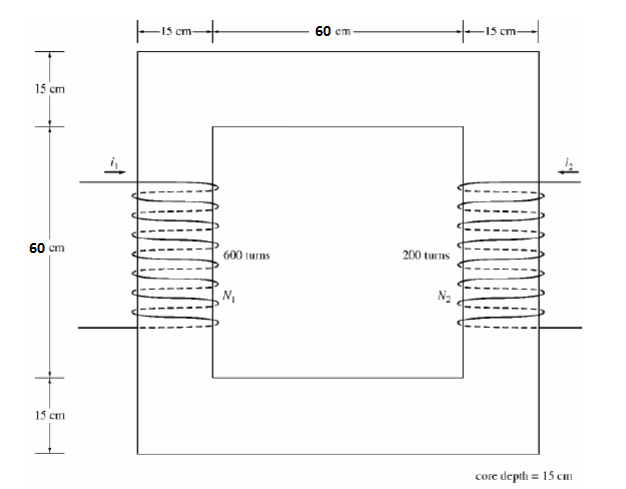 15 cm
60 cm
15 cm
15 cm
i₁
i₂
60 cm
600 turns
200 turns
N₁
N₂
15 cm
core depth = 15 cm